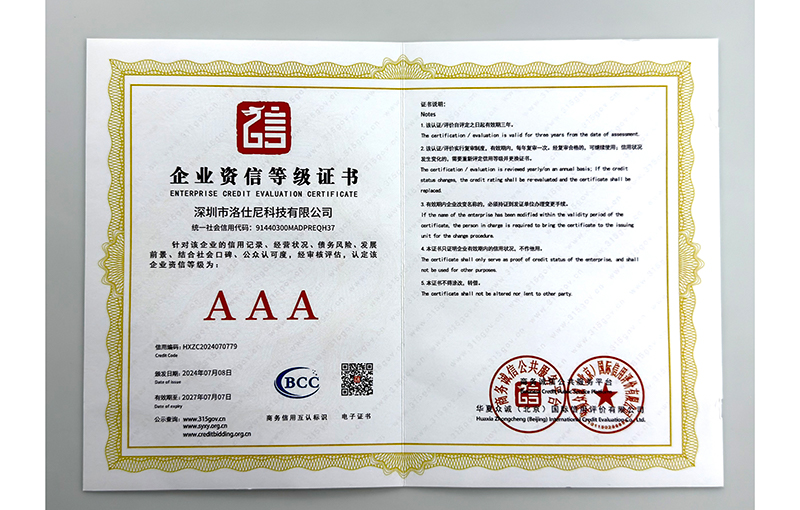 企业资信等级证书
ENTERPRISE CREDIT EVALUATION CERTIFICATE
深圳市洛仕尼科技有限公司
统一社会信用代码：91440300MADPREQH37
针对该企业的信用记录、经营状况、债务风险、发展
前景、结合社会口碑、公众认可度，经审核评估，认定该
企业资信等级为：
AAA
信用编码：HXZC2024070779
Credit Code
颁发日期：2024年07月08日
Date of issue
有效期至：2027年07月07日
Date of expiry
公示查询：www.315gov.cn
www.syxy.org.cn
www.creditbidding.org.cn
BCC
商务信用互认标识
电子证书
证书说明：
Notes
1. 该认证/评价自评定之日起有效期三年。
The certification / evaluation is valid for three years from the date of assessment.
2. 该认证/评价实行复审制度，有效期内，每年复审一次，经复审合格的，可继续使用；信用状况
发生变化的，需要重新评定信用等级并更换证书。
The certification / evaluation is reviewed yearly/on an annual basis; If the credit
status changes, the credit rating shall be re-evaluated and the certificate shall be
replaced.
3. 有效期内企业改变名称的，必须持证到发证单位办理变更手续。
If the name of the enterprise has been modified within the validity period of the
certificate, the person in charge is required to bring the certificate to the issuing
unit for the change procedure.
4. 本证书只证明企业有效期内的信用状况，不作他用。
The certificate shall only serve as proof of credit status of the enterprise, and shall
not be used for other purposes.
5. 本证书不得涂改，转借。
The certificate shall not be altered nor lent to other party.
商务诚信公共服务平台
华夏众诚（北京）国际信用评价有限公司
Huaxia Zhongcheng (Beijing) International Credit Evaluation Co., Ltd.